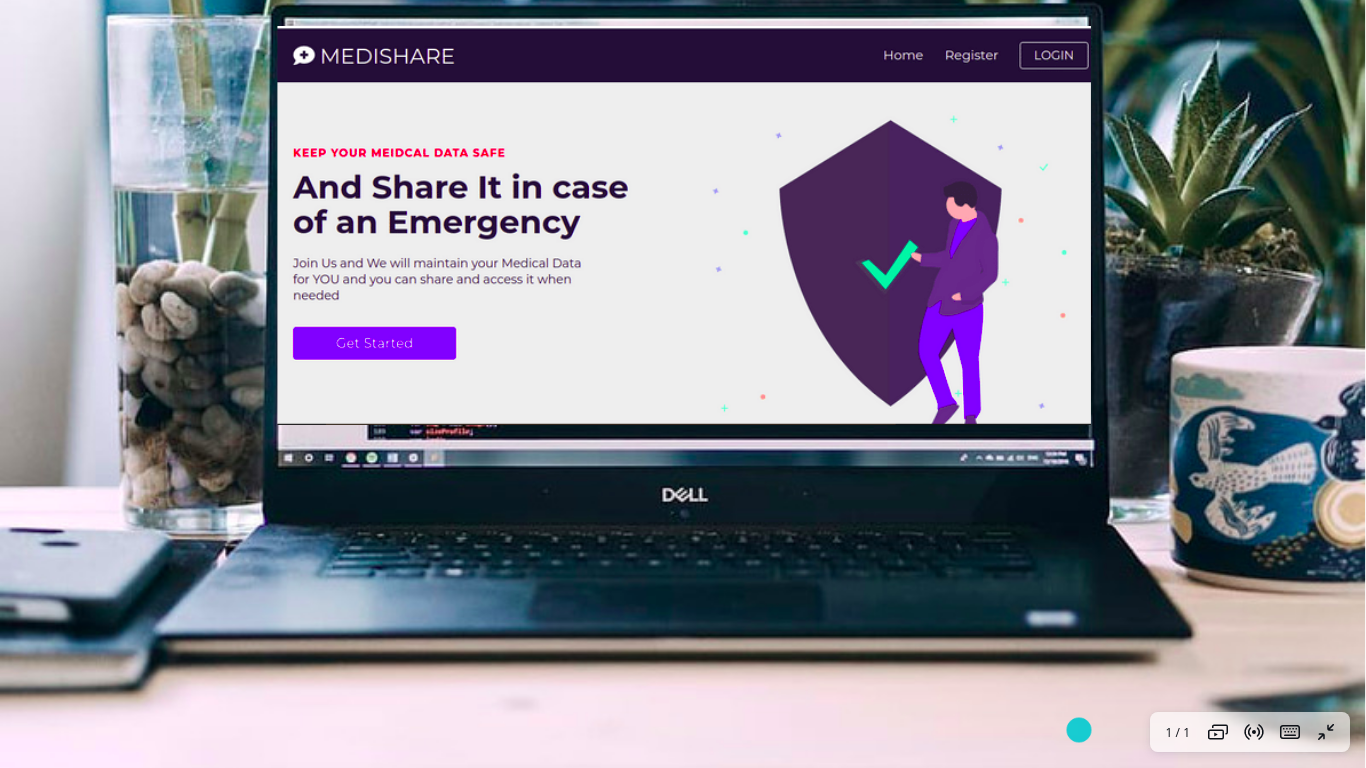 MEDISHARE
Home Register LOGIN
KEEP YOUR MEIDCAL DATA SAFE
And Share It in case
of an Emergency
Join Us and We will maintain your Medical Data
for YOU and you can share and access it when
needed
Get Started
DELL
1 / 1